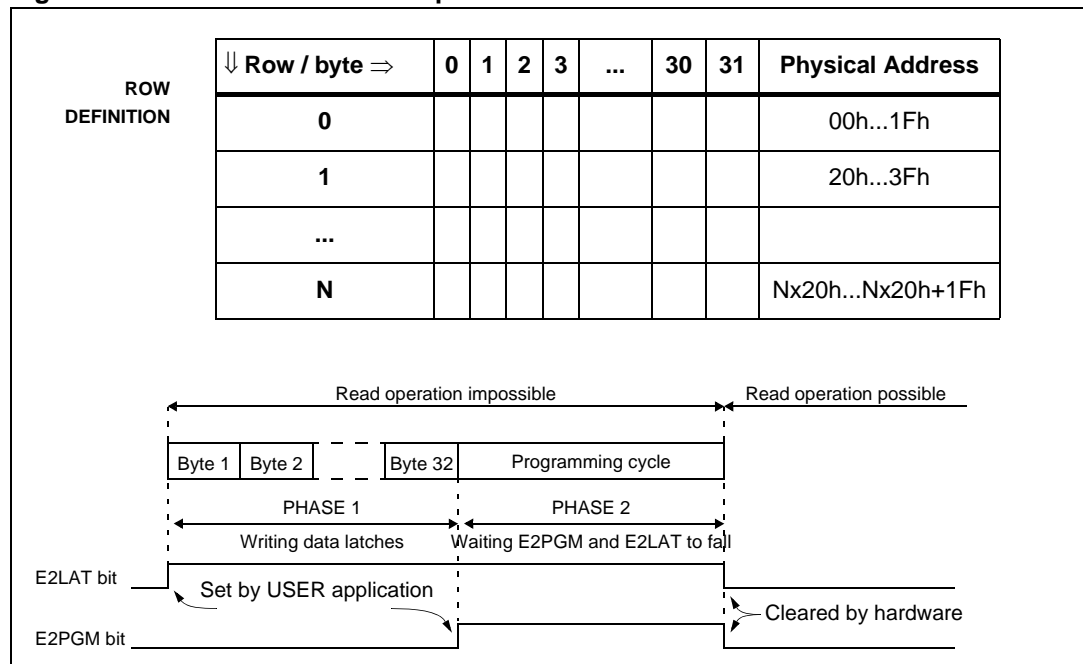 ⇓ Row / byte ⇒ 0 1 2 3 ... 30 31 Physical Address
ROW
DEFINITION
0 00h...1Fh
1 20h...3Fh
...
N Nx20h...Nx20h+1Fh
Read operation impossible Read operation possible
Byte 1 Byte 2 Byte 32 Programming cycle
PHASE 1 PHASE 2
Writing data latches Waiting E2PGM and E2LAT to fall
E2LAT bit
Set by USER application
Cleared by hardware
E2PGM bit